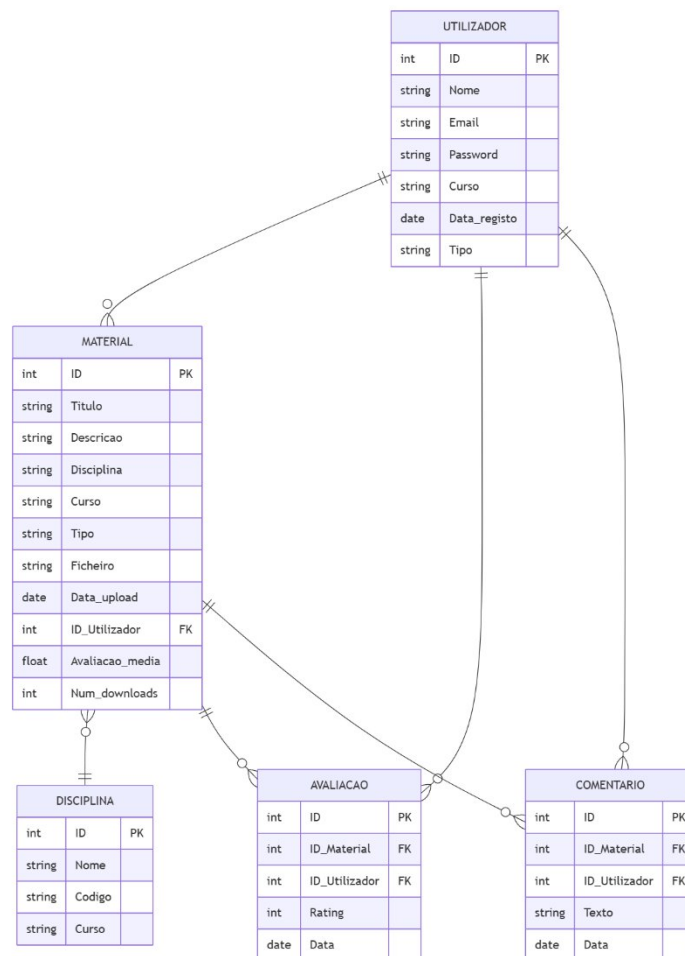 UTILIZADOR
int ID PK
string Nome
string Email
string Password
string Curso
date Data_registo
string Tipo
MATERIAL
int ID PK
string Titulo
string Descricao
string Disciplina
string Curso
string Tipo
string Ficheiro
date Data_upload
int ID_Utilizador FK
float Avaliacao_media
int Num_downloads
DISCIPLINA
int ID PK
string Nome
string Codigo
string Curso
AVALIACAO
int ID PK
int ID_Material FK
int ID_Utilizador FK
int Rating
date Data
COMENTARIO
int ID PK
int ID_Material FK
int ID_Utilizador FK
string Texto
date Data